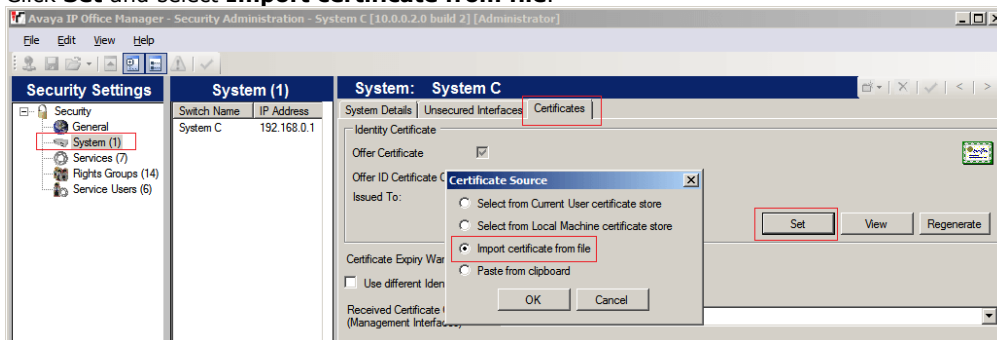 Click Set and select Import certificate from file.
Avaya IP Office Manager - Security Administration - System C [10.0.0.2.0 build 2] [Administrator]
File Edit View Help
Security Settings
Security
General
System (1)
Services (7)
Rights Groups (14)
Service Users (6)
System (1)
Switch Name IP Address
System C 192.168.0.1
System: System C
System Details Unsecured Interfaces Certificates
Identity Certificate
Offer Certificate
Offer ID Certificate C
Issued To:
Set View Regenerate
Certificate Source
Select from Current User certificate store
Select from Local Machine certificate store
Import certificate from file
Paste from clipboard
OK Cancel
Certificate Expiry War
Use different Iden
Received Certificate
(Management Interfaces)